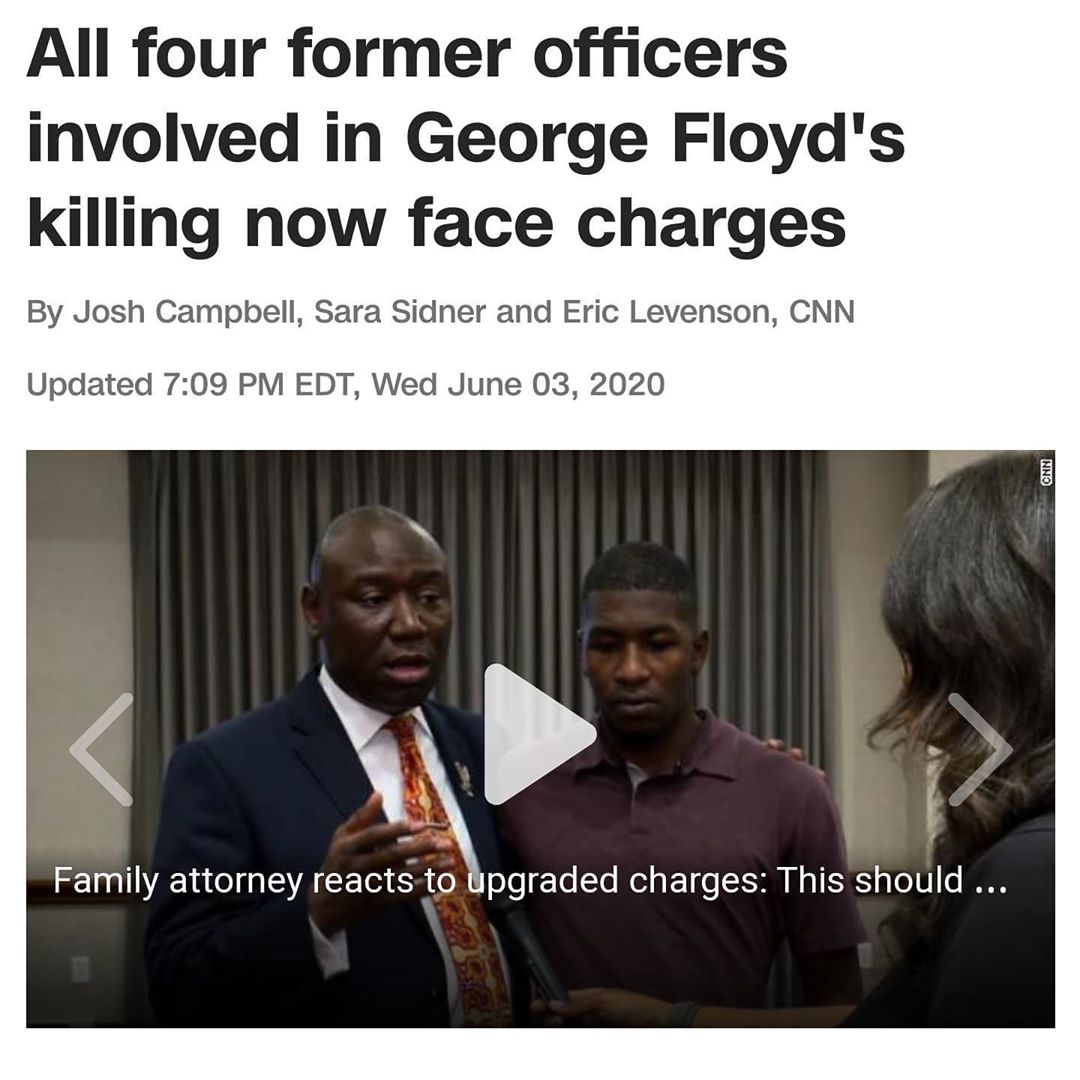 All four former officers
involved in George Floyd's
killing now face charges
By Josh Campbell, Sara Sidner and Eric Levenson, CNN
Updated 7:09 PM EDT, Wed June 03, 2020
CNN
Family attorney reacts to upgraded charges: This should ...